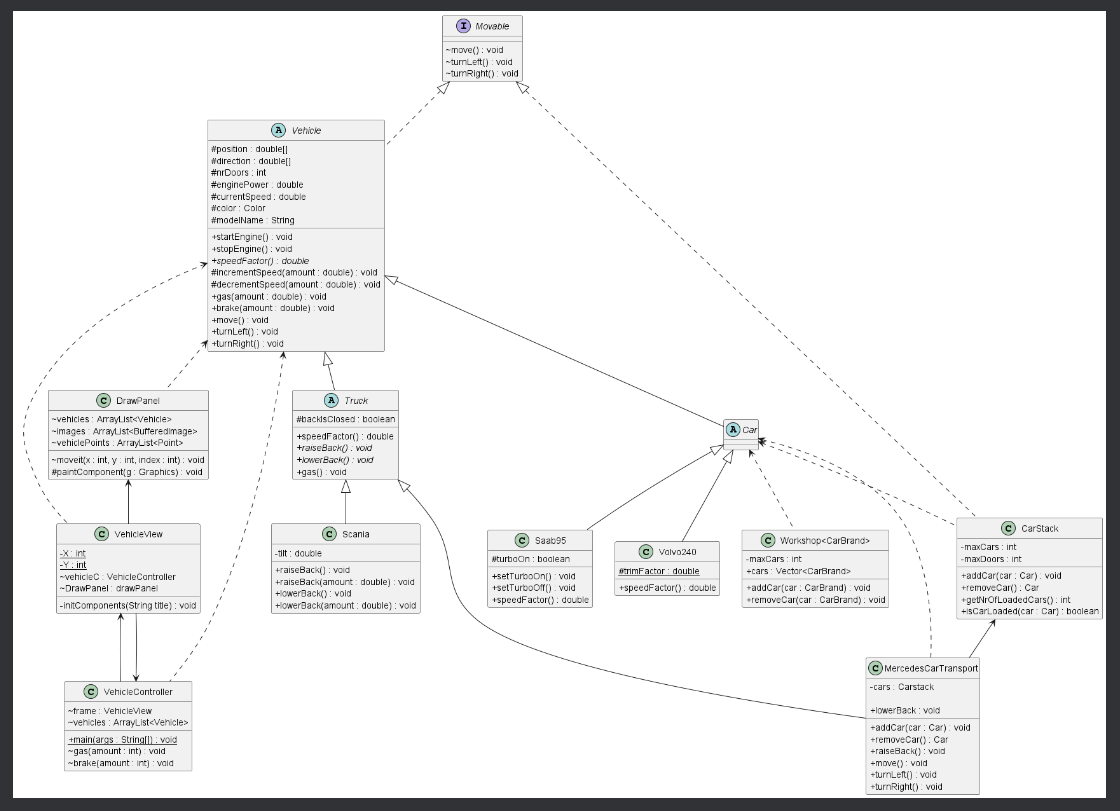 I Movable
~move() : void
~turnLeft() : void
~turnRight() : void
A Vehicle
#position : double[]
#direction : double[]
#nrDoors : int
#enginePower : double
#currentSpeed : double
#color : Color
#modelName : String
+startEngine() : void
+stopEngine() : void
+speedFactor() : double
#incrementSpeed(amount : double) : void
#decrementSpeed(amount : double) : void
+gas(amount : double) : void
+brake(amount : double) : void
+move() : void
+turnLeft() : void
+turnRight() : void
C DrawPanel
~vehicles : ArrayList<Vehicle>
~images : ArrayList<BufferedImage>
~vehiclePoints : ArrayList<Point>
~moveit(x : int, y : int, index : int) : void
#paintComponent(g : Graphics) : void
A Truck
#backIsClosed : boolean
+speedFactor() : double
+raiseBack() : void
+lowerBack() : void
+gas() : void
A Car
C VehicleView
-X : int
-Y : int
~vehicleC : VehicleController
~DrawPanel : drawPanel
-initComponents(String title) : void
C Scania
-tilt : double
+raiseBack() : void
+raiseBack(amount : double) : void
+lowerBack() : void
+lowerBack(amount : double) : void
C Saab95
#turboOn : boolean
+setTurboOn() : void
+setTurboOff() : void
+speedFactor() : double
C Volvo240
#trimFactor : double
+speedFactor() : double
C Workshop<CarBrand>
-maxCars : int
+cars : Vector<CarBrand>
+addCar(car : CarBrand) : void
+removeCar(car : CarBrand) : void
C CarStack
-maxCars : int
-maxDoors : int
+addCar(car : Car) : void
+removeCar() : Car
+getNrOfLoadedCars() : int
+isCarLoaded(car : Car) : boolean
C VehicleController
~frame : VehicleView
~vehicles : ArrayList<Vehicle>
+main(args : String[]) : void
~gas(amount : int) : void
~brake(amount : int) : void
C MercedesCarTransport
-cars : Carstack
+lowerBack : void
+addCar(car : Car) : void
+removeCar() : Car
+raiseBack() : void
+move() : void
+turnLeft() : void
+turnRight() : void